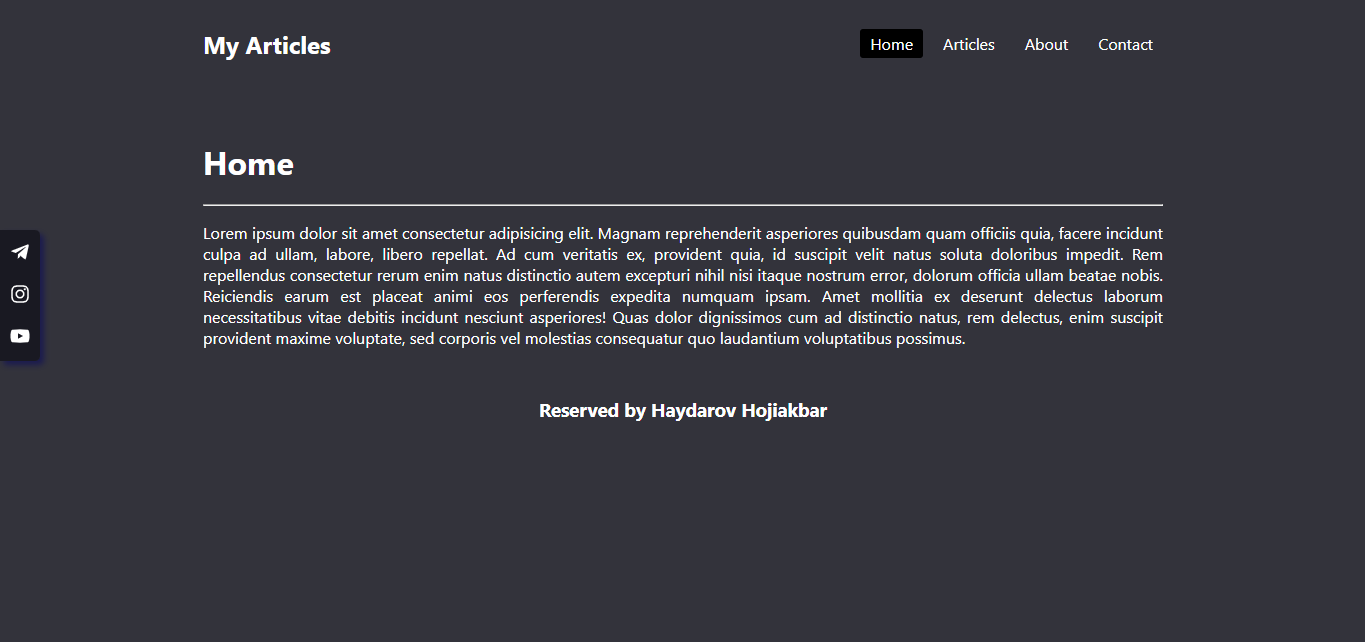 My Articles
Home
Articles
About
Contact
Home
Lorem ipsum dolor sit amet consectetur adipisicing elit. Magnam reprehenderit asperiores quibusdam quam officiis quia, facere incidunt
culpa ad ullam, labore, libero repellat. Ad cum veritatis ex, provident quia, id suscipit velit natus soluta doloribus impedit. Rem
repellendus consectetur rerum enim natus distinctio autem excepturi nihil nisi itaque nostrum error, dolorum officia ullam beatae nobis.
Reiciendis earum est placeat animi eos perferendis expedita numquam ipsam. Amet mollitia ex deserunt delectus laborum
necessitatibus vitae debitis incidunt nesciunt asperiores! Quas dolor dignissimos cum ad distinctio natus, rem delectus, enim suscipit
provident maxime voluptate, sed corporis vel molestias consequatur quo laudantium voluptatibus possimus.
Reserved by Haydarov Hojiakbar